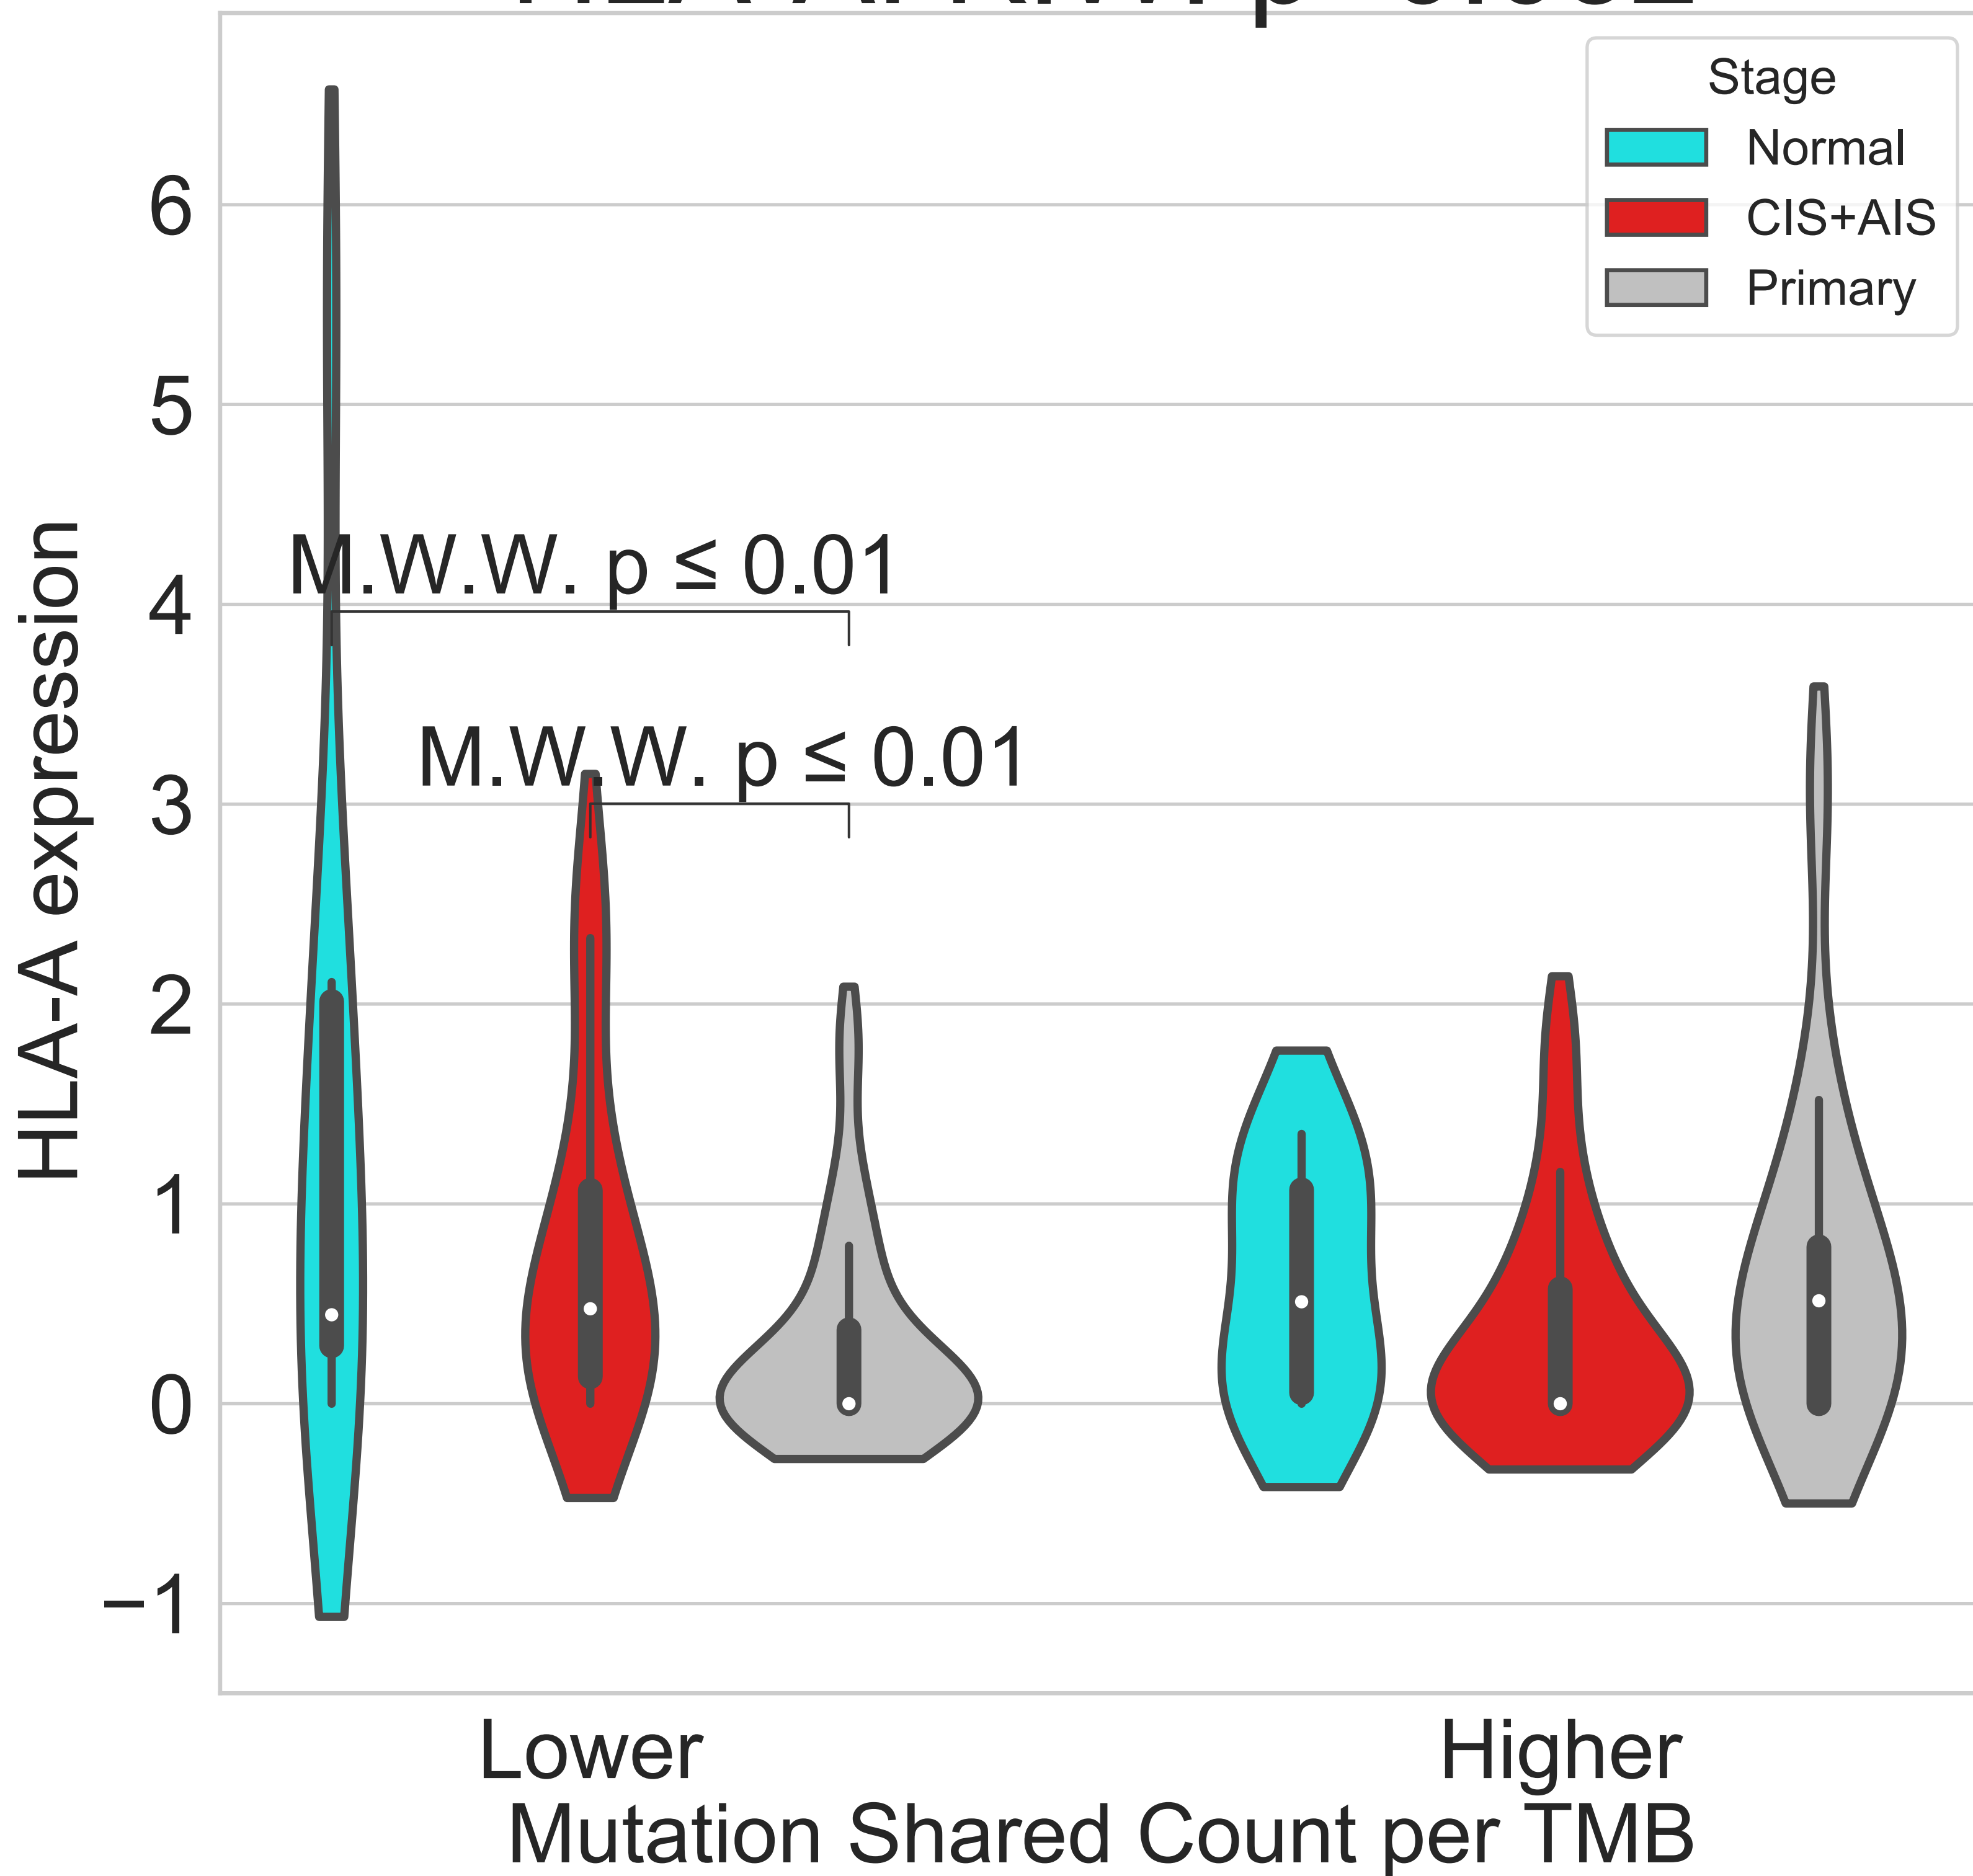 Stage
Normal
CIS+AIS
Primary
6
5
4
3
2
1
0
−1
HLA-A expression
M.W.W. p ≤ 0.01
M.W.W. p ≤ 0.01
Lower
Higher
Mutation Shared Count per TMB